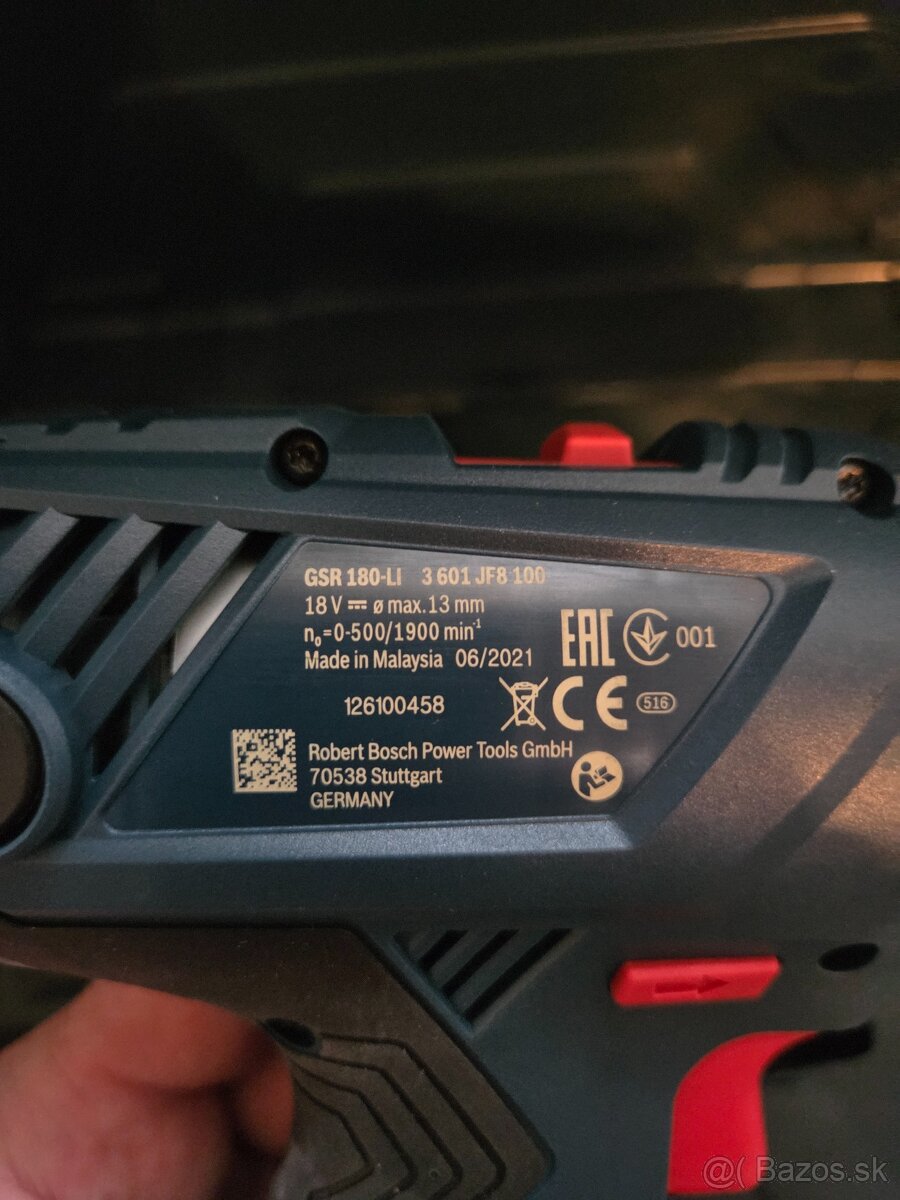 GSR 180-LI 3 601 JF8 100
18 V ⎓ ø max. 13 mm
n₀=0-500/1900 min⁻¹
Made in Malaysia 06/2021
EAC 001
126100458
CE 516
Robert Bosch Power Tools GmbH
70538 Stuttgart
GERMANY
@( Bazos.sk